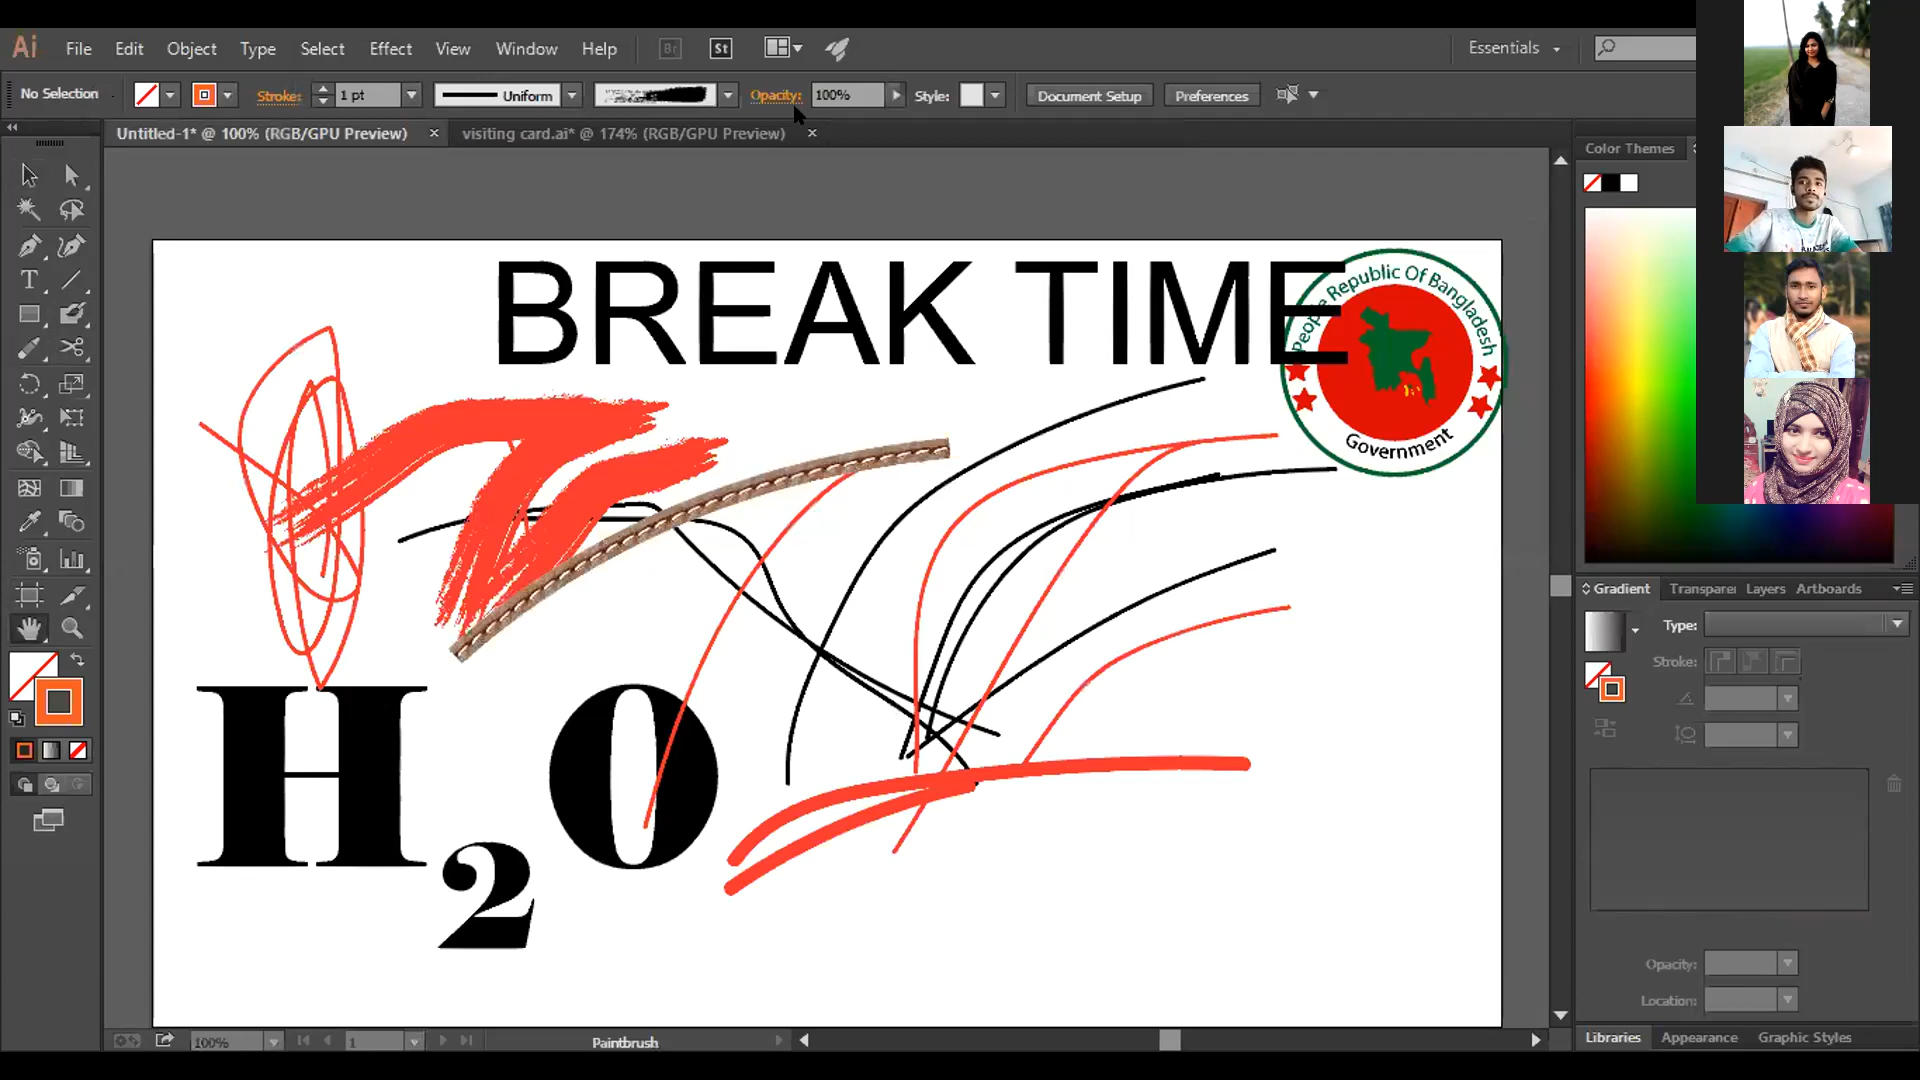 Ai File Edit Object Type Select Effect View Window Help Br St Essentials
No Selection Stroke: 1 pt Uniform Opacity: 100% Style: Document Setup Preferences
Untitled-1* @ 100% (RGB/GPU Preview) × visiting card.ai* @ 174% (RGB/GPU Preview) ×
Color Themes
BREAK TIME
People Republic Of Bangladesh
Government
H2O
Gradient Transparei Layers Artboards
Type:
Stroke:
Opacity:
Location:
100% 1 Paintbrush
Libraries Appearance Graphic Styles